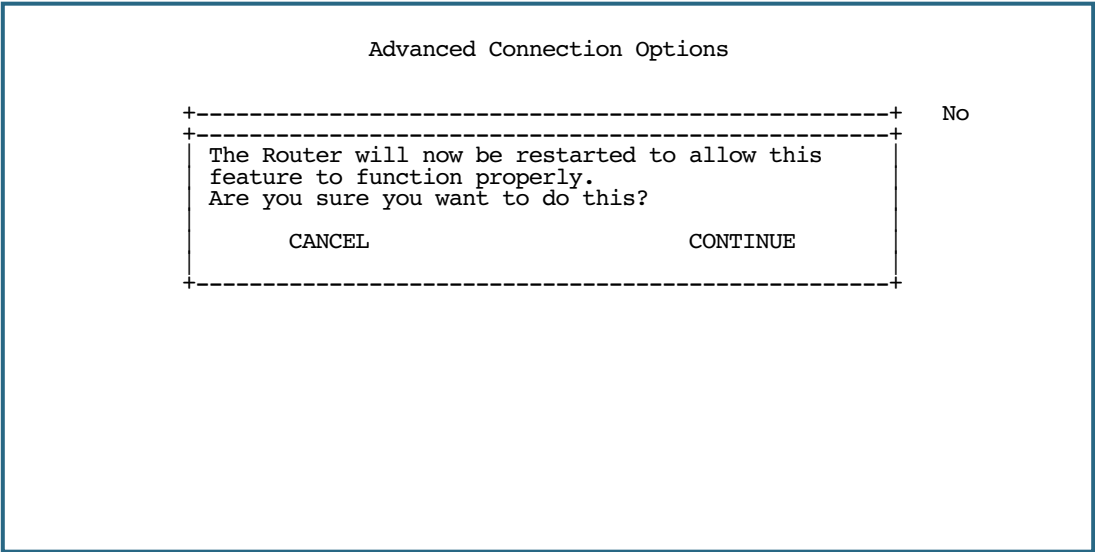 Advanced Connection Options
+----------------------------------------------------+ No
+----------------------------------------------------+
| The Router will now be restarted to allow this |
| feature to function properly. |
| Are you sure you want to do this? |
| CANCEL CONTINUE |
+----------------------------------------------------+